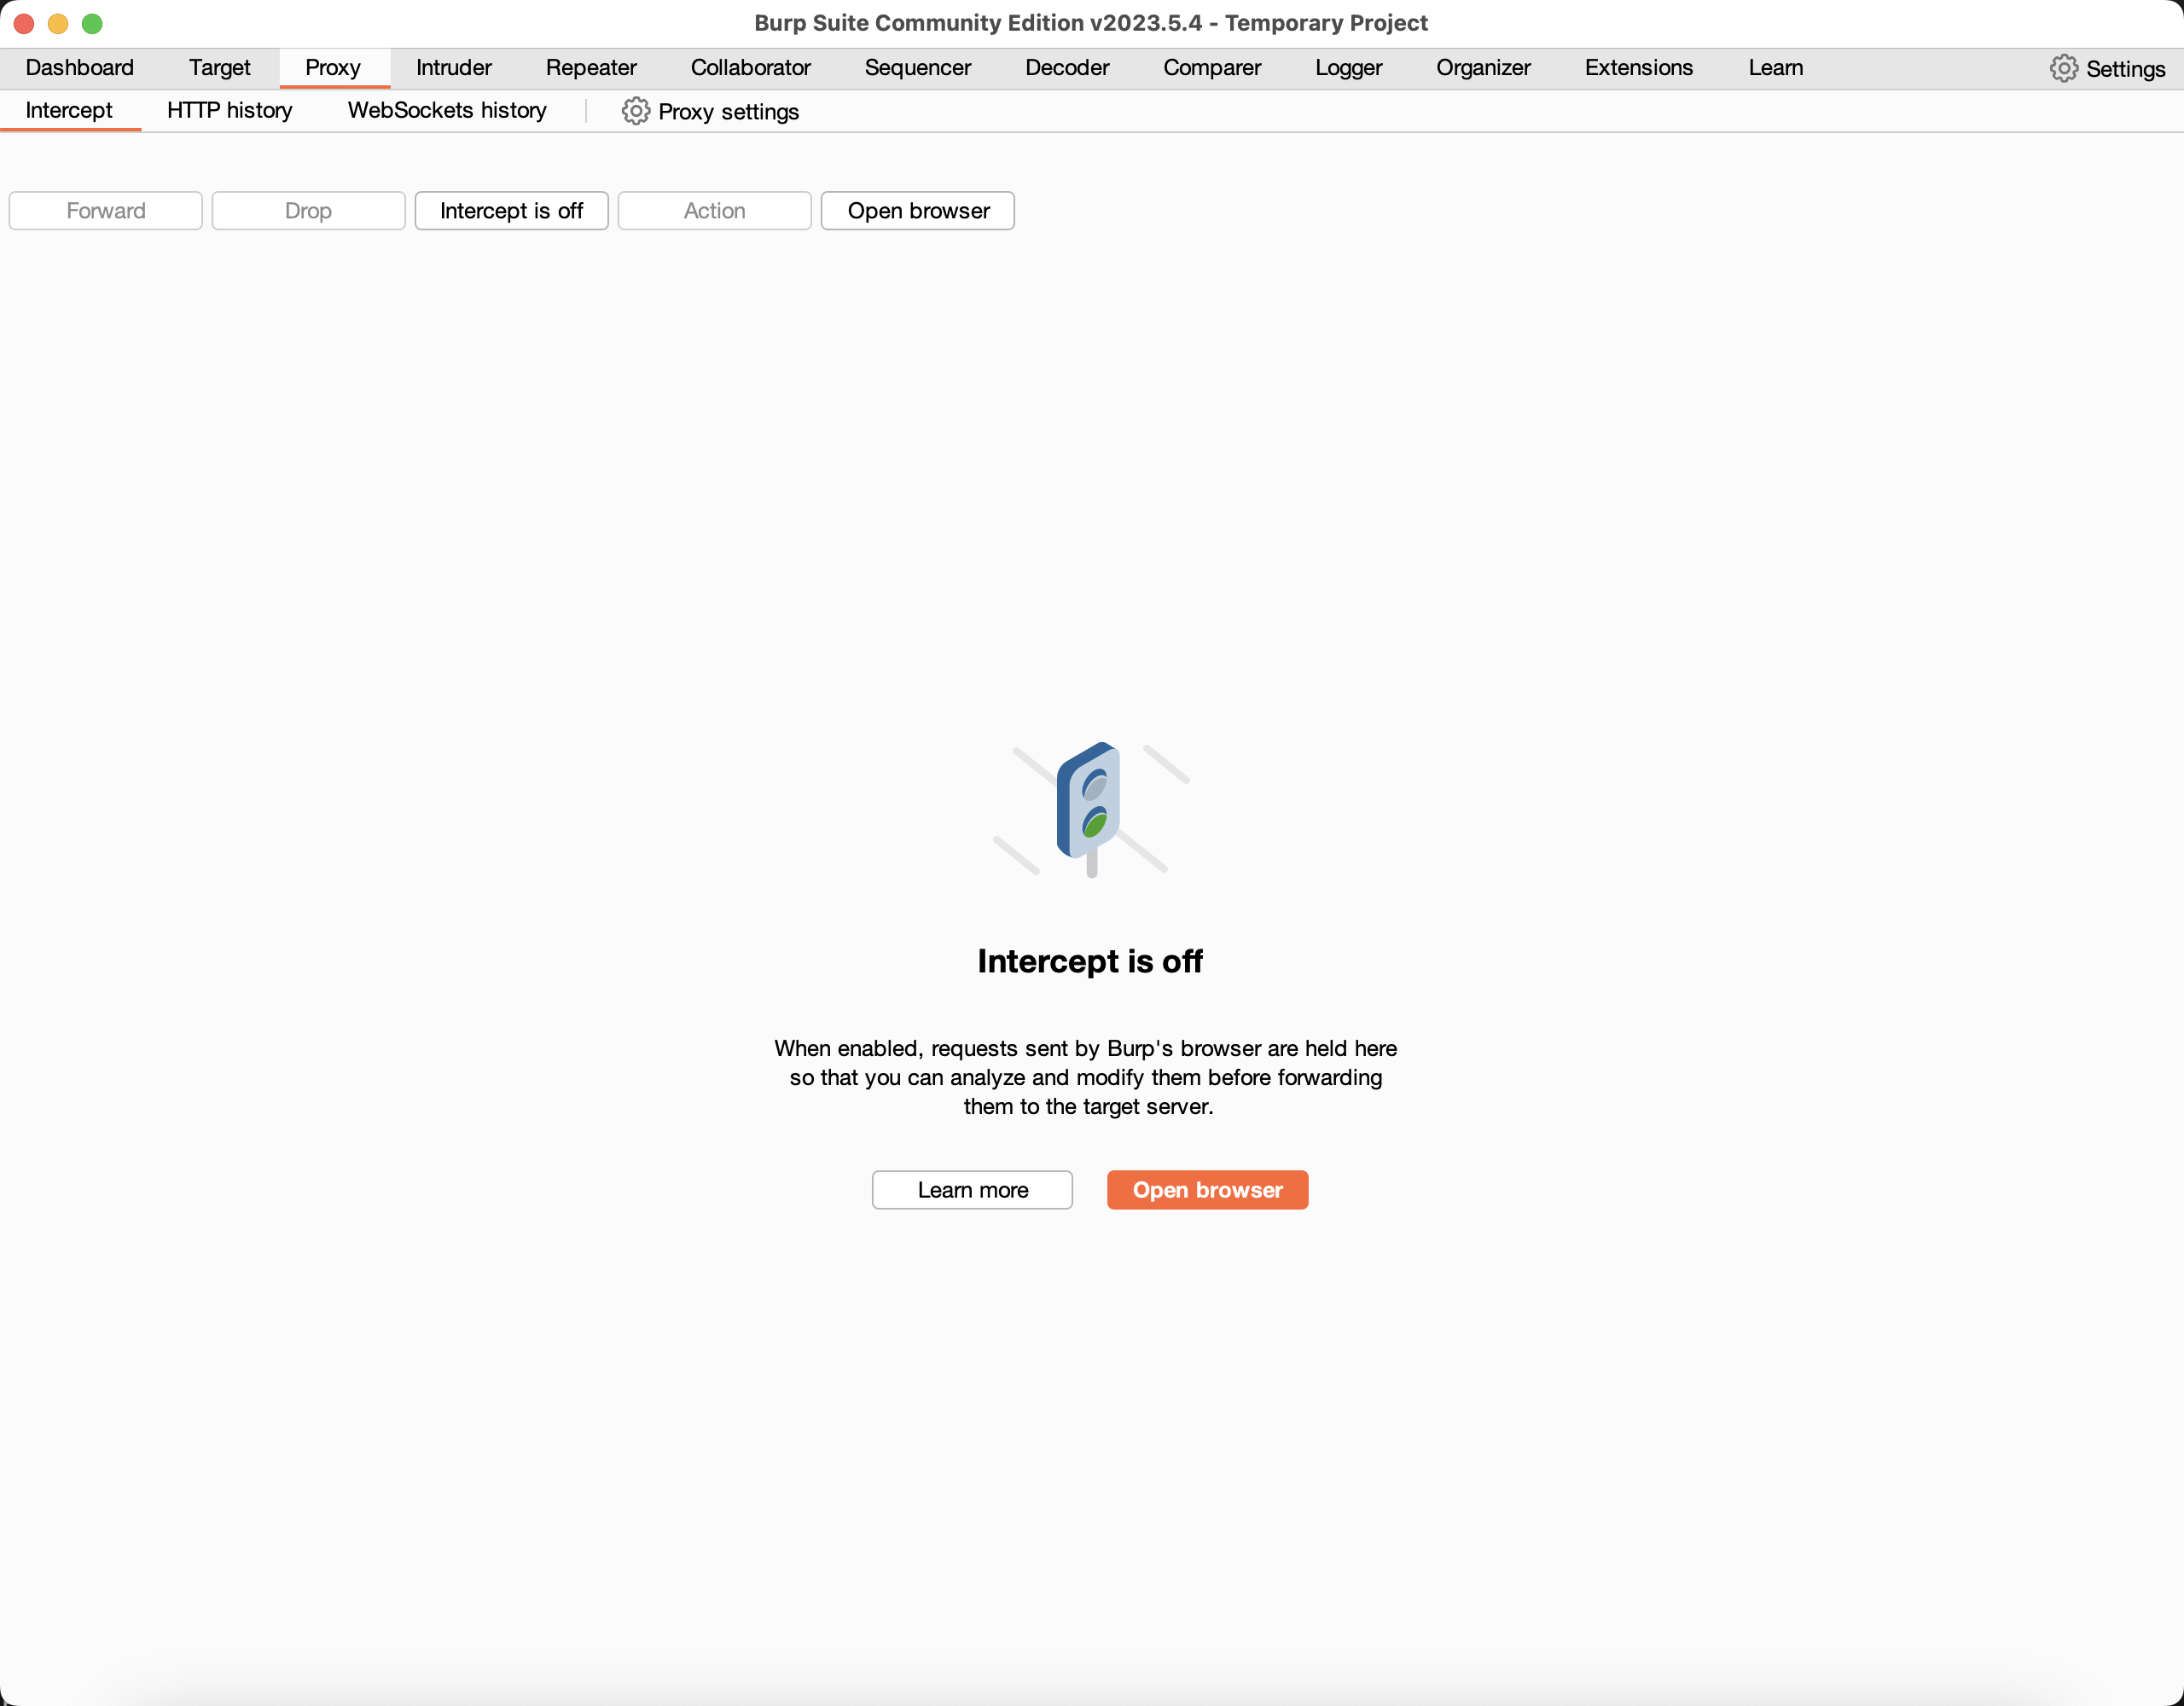 Burp Suite Community Edition v2023.5.4 - Temporary Project
Dashboard Target Proxy Intruder Repeater Collaborator Sequencer Decoder Comparer Logger Organizer Extensions Learn Settings
Intercept HTTP history WebSockets history Proxy settings
Forward Drop Intercept is off Action Open browser
Intercept is off
When enabled, requests sent by Burp's browser are held here
so that you can analyze and modify them before forwarding
them to the target server.
Learn more Open browser